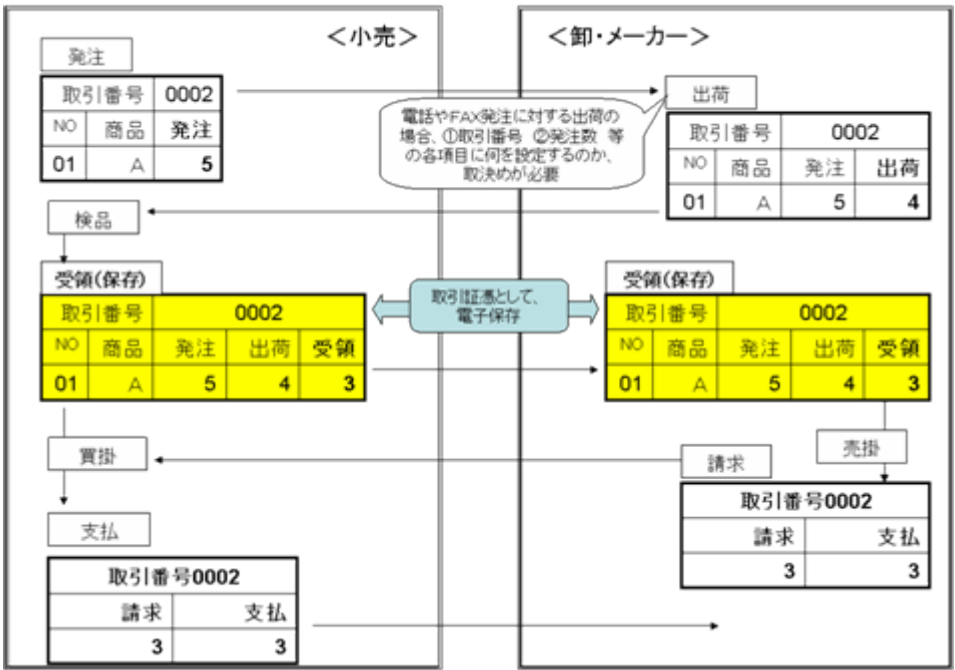 ＜小売＞
＜卸・メーカー＞
発注
取引番号 0002
NO 商品 発注
01 A 5
出荷
電話やFAX発注に対する出荷の
場合、①取引番号 ②発注数 等
の各項目に何を設定するのか、
取決めが必要
取引番号 0002
NO 商品 発注 出荷
01 A 5 4
検品
受領(保存)
取引番号 0002
NO 商品 発注 出荷 受領
01 A 5 4 3
取引証憑として、
電子保存
受領(保存)
取引番号 0002
NO 商品 発注 出荷 受領
01 A 5 4 3
買掛
請求
売掛
取引番号0002
請求 支払
3 3
支払
取引番号0002
請求 支払
3 3